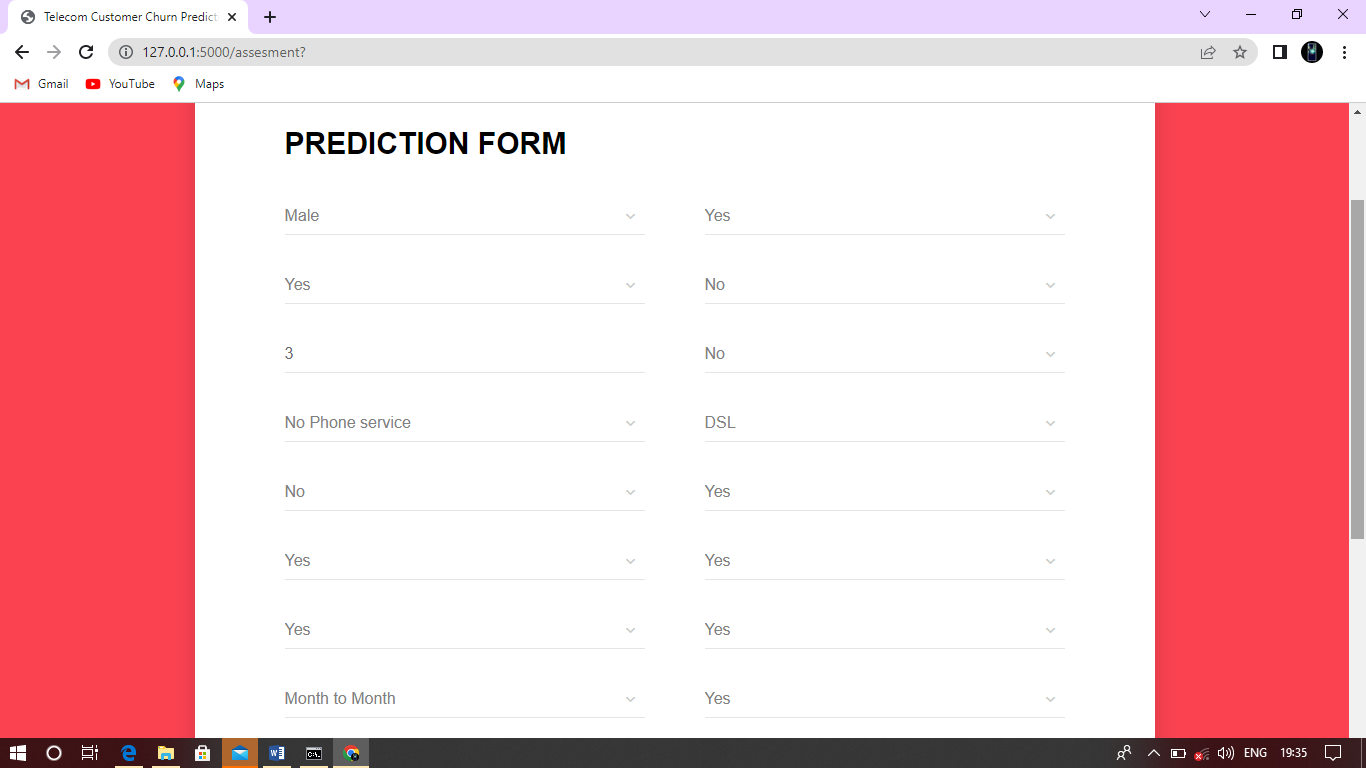 Telecom Customer Churn Predict
127.0.0.1:5000/assesment?
Gmail YouTube Maps
PREDICTION FORM
Male Yes
Yes No
3 No
No Phone service DSL
No Yes
Yes Yes
Yes Yes
Month to Month Yes
ENG 19:35